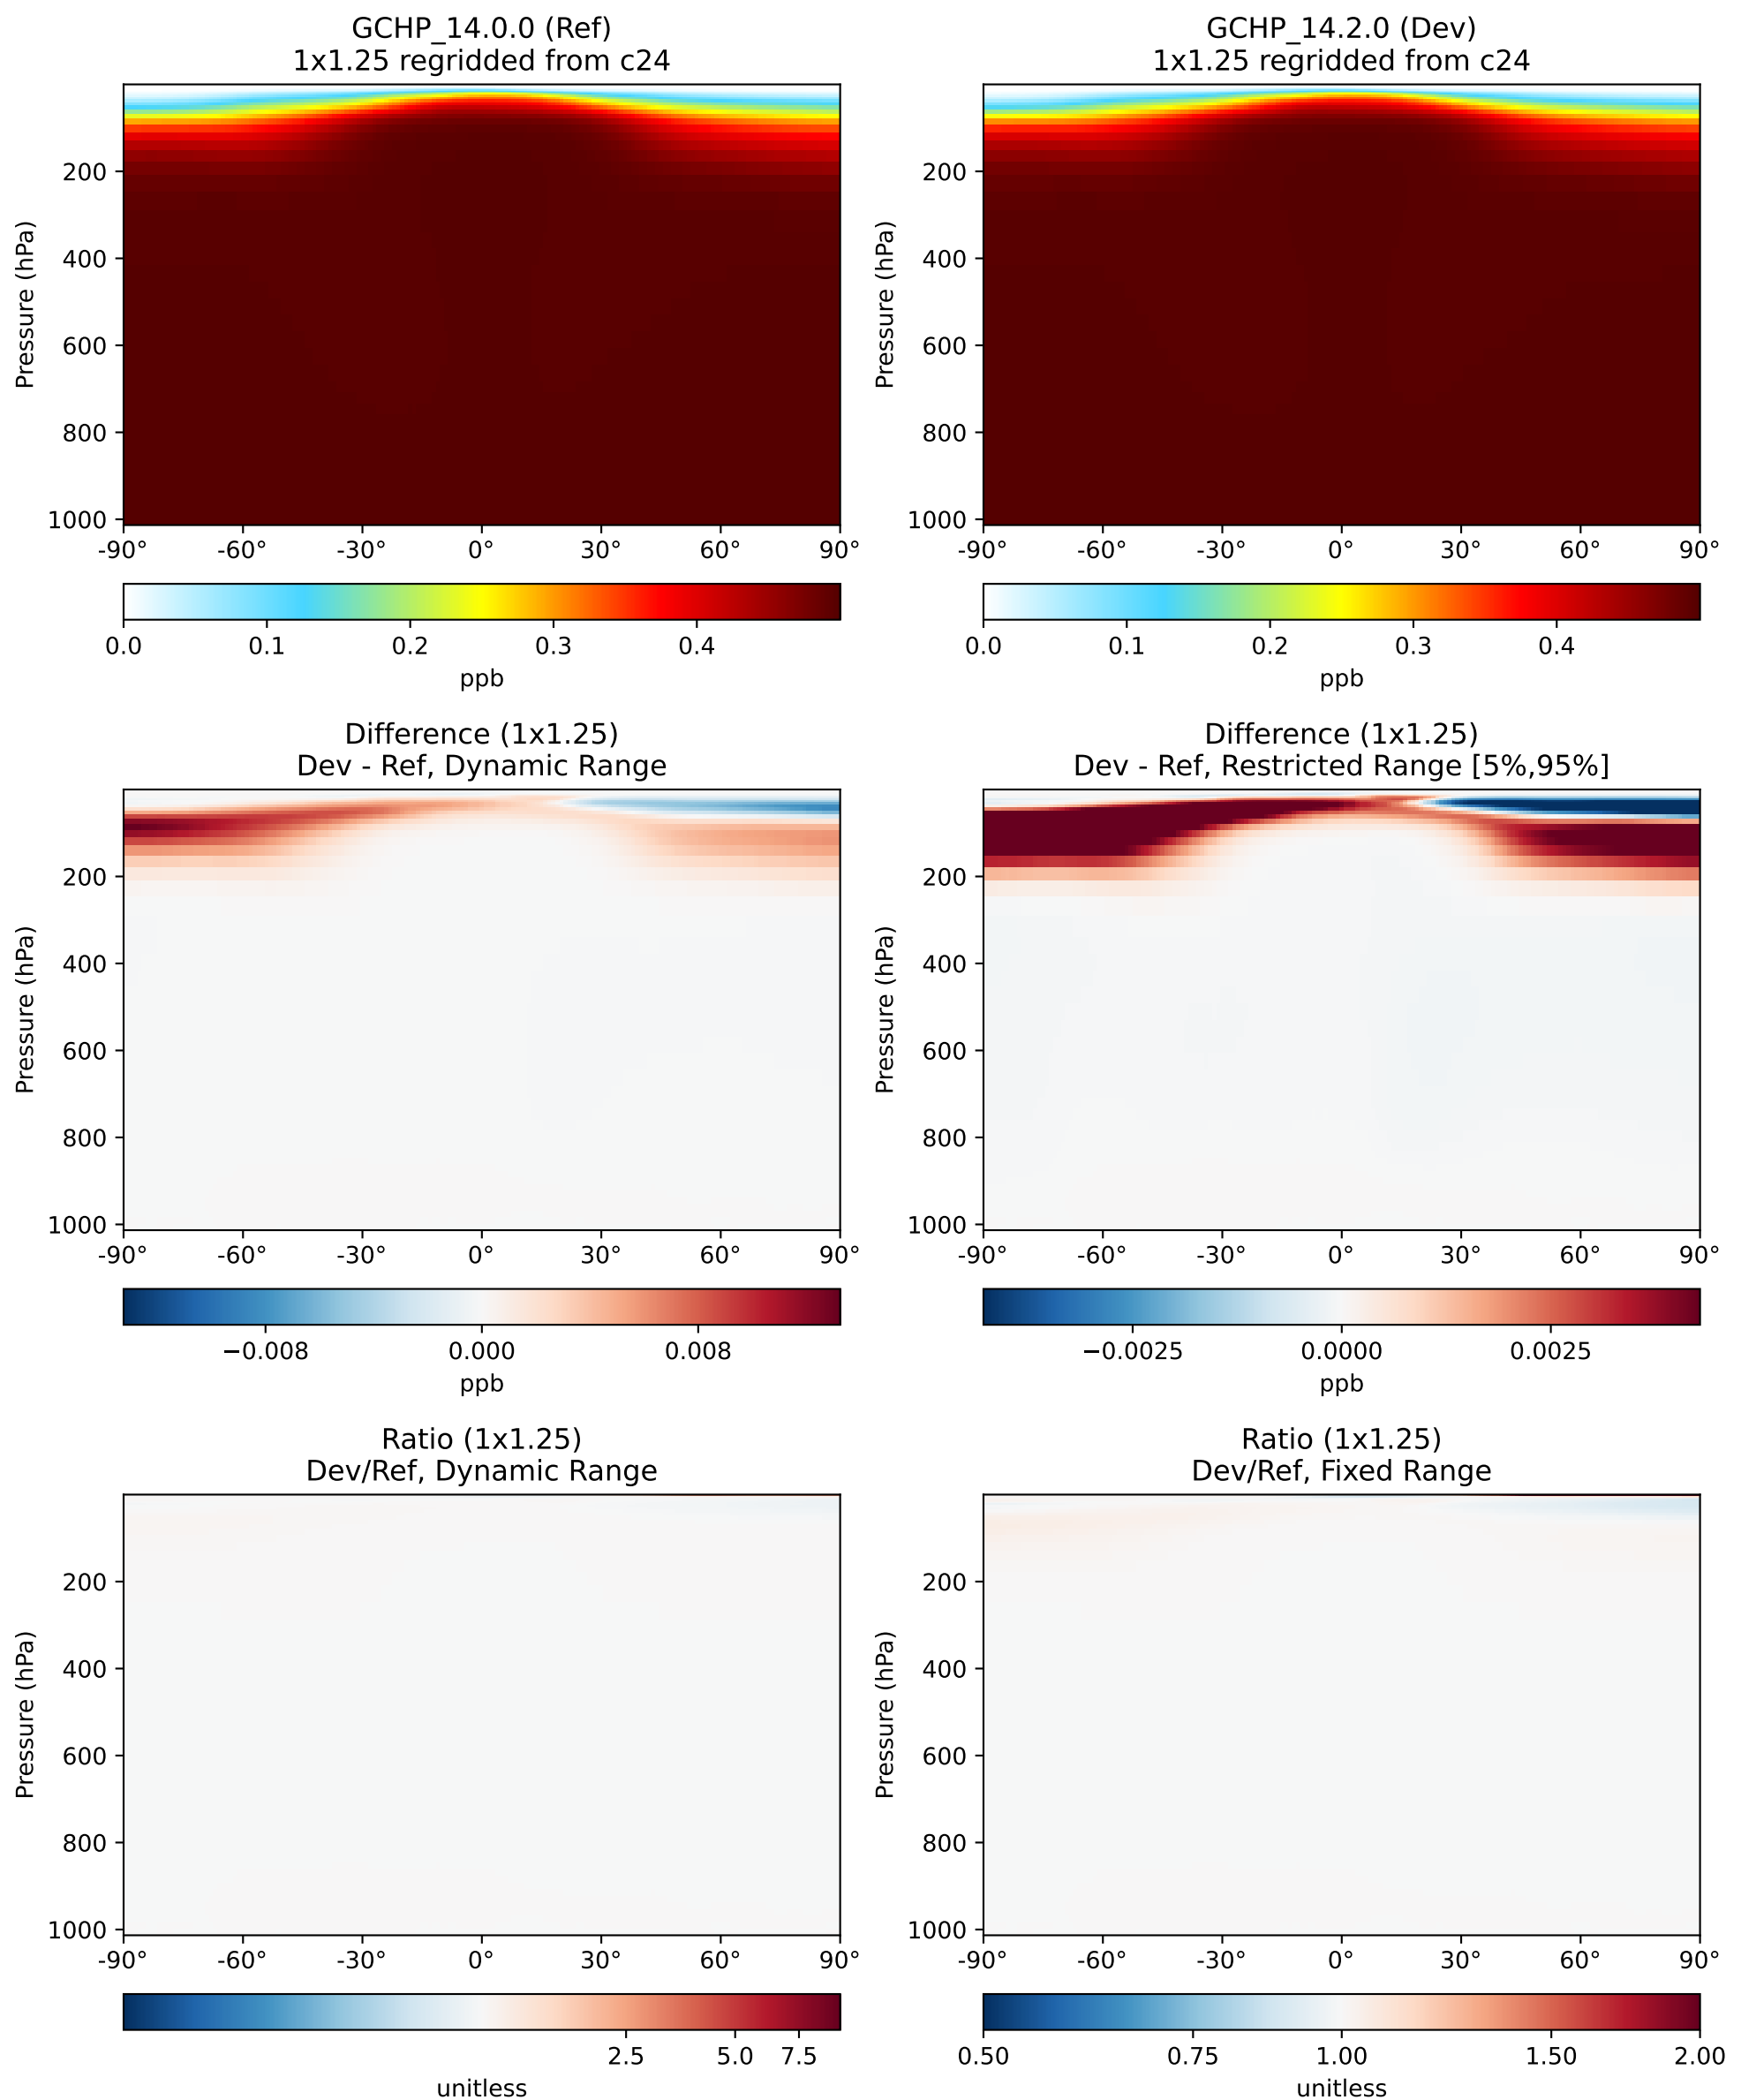 GCHP_14.0.0 (Ref)
1x1.25 regridded from c24
Pressure (hPa)
200
400
600
800
1000
-90° -60° -30° 0° 30° 60° 90°
0.0 0.1 0.2 0.3 0.4
ppb
GCHP_14.2.0 (Dev)
1x1.25 regridded from c24
Pressure (hPa)
200
400
600
800
1000
-90° -60° -30° 0° 30° 60° 90°
0.0 0.1 0.2 0.3 0.4
ppb
Difference (1x1.25)
Dev - Ref, Dynamic Range
Pressure (hPa)
200
400
600
800
1000
-90° -60° -30° 0° 30° 60° 90°
−0.008 0.000 0.008
ppb
Difference (1x1.25)
Dev - Ref, Restricted Range [5%,95%]
Pressure (hPa)
200
400
600
800
1000
-90° -60° -30° 0° 30° 60° 90°
−0.0025 0.0000 0.0025
ppb
Ratio (1x1.25)
Dev/Ref, Dynamic Range
Pressure (hPa)
200
400
600
800
1000
-90° -60° -30° 0° 30° 60° 90°
2.5 5.0 7.5
unitless
Ratio (1x1.25)
Dev/Ref, Fixed Range
Pressure (hPa)
200
400
600
800
1000
-90° -60° -30° 0° 30° 60° 90°
0.50 0.75 1.00 1.50 2.00
unitless